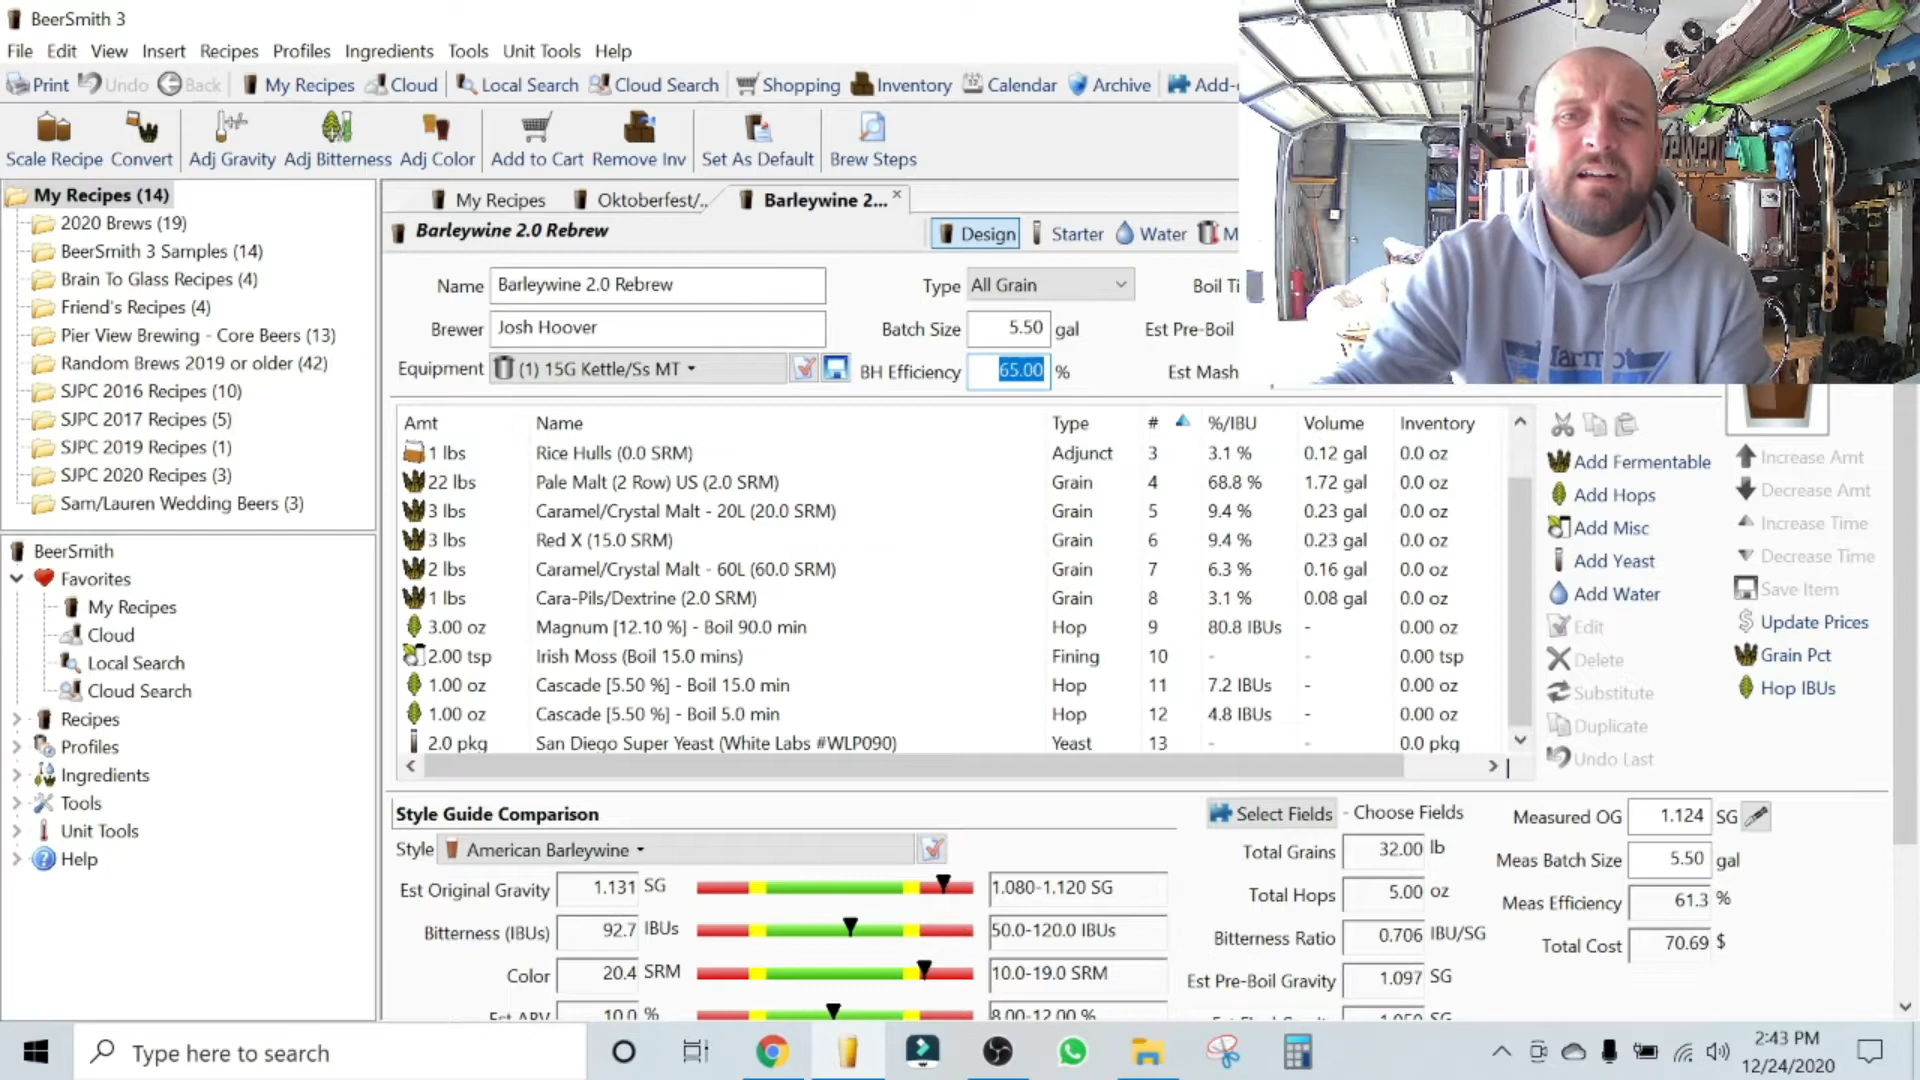 BeerSmith 3
File Edit View Insert Recipes Profiles Ingredients Tools Unit Tools Help
Print Undo Back My Recipes Cloud Local Search Cloud Search Shopping Inventory Calendar Archive Add-
Scale Recipe Convert Adj Gravity Adj Bitterness Adj Color Add to Cart Remove Inv Set As Default Brew Steps
My Recipes (14)
2020 Brews (19)
BeerSmith 3 Samples (14)
Brain To Glass Recipes (4)
Friend's Recipes (4)
Pier View Brewing - Core Beers (13)
Random Brews 2019 or older (42)
SJPC 2016 Recipes (10)
SJPC 2017 Recipes (5)
SJPC 2019 Recipes (1)
SJPC 2020 Recipes (3)
Sam/Lauren Wedding Beers (3)
BeerSmith
Favorites
My Recipes
Cloud
Local Search
Cloud Search
Recipes
Profiles
Ingredients
Tools
Unit Tools
Help
My Recipes Oktoberfest/.. Barleywine 2...
Barleywine 2.0 Rebrew Design Starter Water M
Name Barleywine 2.0 Rebrew Type All Grain Boil Ti
Brewer Josh Hoover Batch Size 5.50 gal Est Pre-Boil
Equipment (1) 15G Kettle/Ss MT BH Efficiency 65.00 % Est Mash
Amt Name Type # %/IBU Volume Inventory
1 lbs Rice Hulls (0.0 SRM) Adjunct 3 3.1 % 0.12 gal 0.0 oz
22 lbs Pale Malt (2 Row) US (2.0 SRM) Grain 4 68.8 % 1.72 gal 0.0 oz
3 lbs Caramel/Crystal Malt - 20L (20.0 SRM) Grain 5 9.4 % 0.23 gal 0.0 oz
3 lbs Red X (15.0 SRM) Grain 6 9.4 % 0.23 gal 0.0 oz
2 lbs Caramel/Crystal Malt - 60L (60.0 SRM) Grain 7 6.3 % 0.16 gal 0.0 oz
1 lbs Cara-Pils/Dextrine (2.0 SRM) Grain 8 3.1 % 0.08 gal 0.0 oz
3.00 oz Magnum [12.10 %] - Boil 90.0 min Hop 9 80.8 IBUs - 0.00 oz
2.00 tsp Irish Moss (Boil 15.0 mins) Fining 10 - - 0.00 tsp
1.00 oz Cascade [5.50 %] - Boil 15.0 min Hop 11 7.2 IBUs - 0.00 oz
1.00 oz Cascade [5.50 %] - Boil 5.0 min Hop 12 4.8 IBUs - 0.00 oz
2.0 pkg San Diego Super Yeast (White Labs #WLP090) Yeast 13 - - 0.0 pkg
Add Fermentable
Add Hops
Add Misc
Add Yeast
Add Water
Edit
Delete
Substitute
Duplicate
Undo Last
Increase Amt
Decrease Amt
Increase Time
Decrease Time
Save Item
Update Prices
Grain Pct
Hop IBUs
Style Guide Comparison
Style American Barleywine
Est Original Gravity 1.131 SG 1.080-1.120 SG
Bitterness (IBUs) 92.7 IBUs 50.0-120.0 IBUs
Color 20.4 SRM 10.0-19.0 SRM
Est ABV 10.0 % 8.00-12.00 %
Select Fields - Choose Fields
Total Grains 32.00 lb
Total Hops 5.00 oz
Bitterness Ratio 0.706 IBU/SG
Est Pre-Boil Gravity 1.097 SG
Measured OG 1.124 SG
Meas Batch Size 5.50 gal
Meas Efficiency 61.3 %
Total Cost 70.69 $
Marmot
Type here to search
2:43 PM
12/24/2020